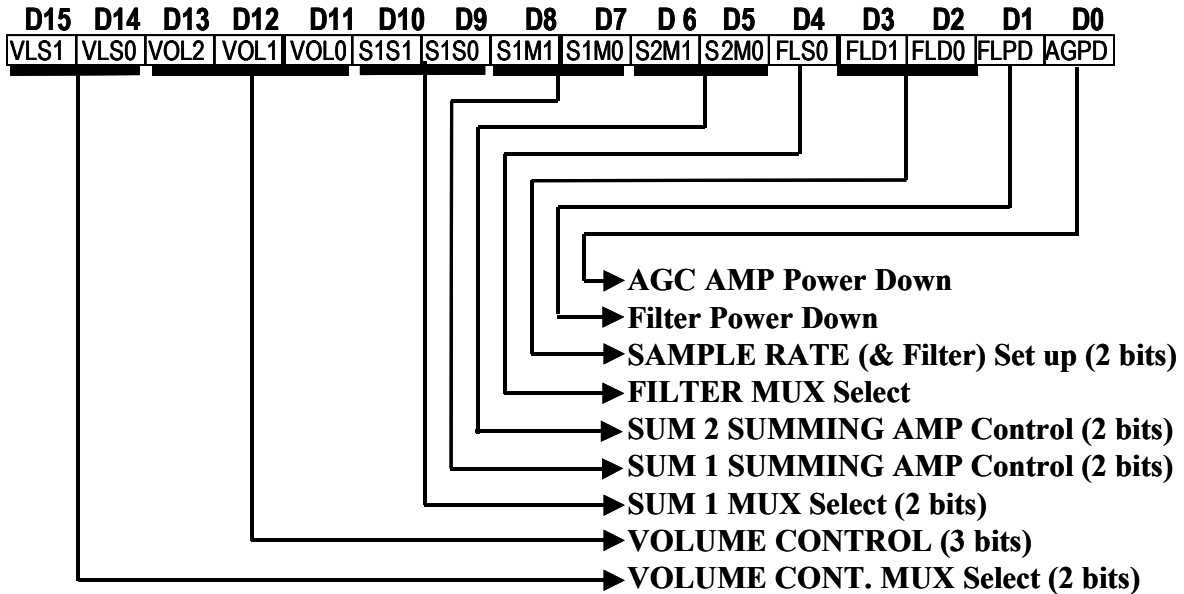 D15 D14 D13 D12 D11 D10 D9 D8 D7 D 6 D5 D4 D3 D2 D1 D0
VLS1 VLS0 VOL2 VOL1 VOL0 S1S1 S1S0 S1M1 S1M0 S2M1 S2M0 FLS0 FLD1 FLD0 FLPD AGPD
AGC AMP Power Down
Filter Power Down
SAMPLE RATE (& Filter) Set up (2 bits)
FILTER MUX Select
SUM 2 SUMMING AMP Control (2 bits)
SUM 1 SUMMING AMP Control (2 bits)
SUM 1 MUX Select (2 bits)
VOLUME CONTROL (3 bits)
VOLUME CONT. MUX Select (2 bits)